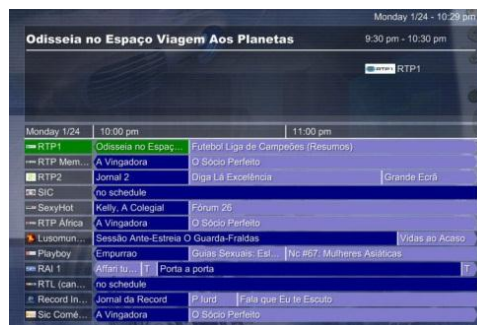 Monday 1/24 - 10:29 pm
Odisseia no Espaço Viagem Aos Planetas 9:30 pm - 10:30 pm
RTP1
Monday 1/24 10:00 pm 11:00 pm
RTP1 Odisseia no Espaç... Futebol Liga de Campeões (Resumos)
RTP Mem... A Vingadora O Sócio Perfeito
RTP2 Jornal 2 Diga Lá Excelência Grande Ecrã
SIC no schedule
SexyHot Kelly, A Colegial Fórum 26
RTP África A Vingadora O Sócio Perfeito
Lusomun... Sessão Ante-Estreia O Guarda-Fraldas Vidas ao Acaso
Playboy Empurrao Guias Sexuais: Esl... Nc #67: Mulheres Asiáticas
RAI 1 Affari tu... T Porta a porta T
RTL (can... no schedule
Record In... Jornal da Record P Iurd Fala que Eu te Escuto
Sic Comé... A Vingadora O Sócio Perfeito